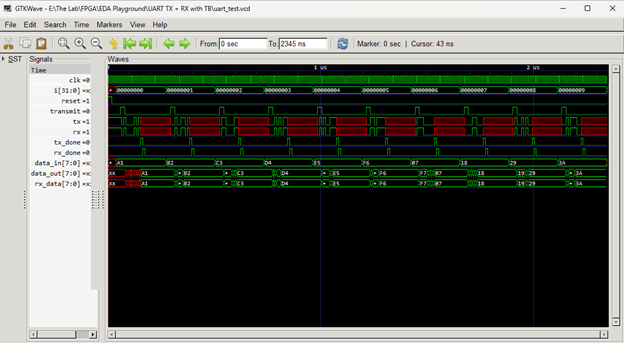 GTKWave - E:\The Lab\FPGA\EDA Playground\UART TX + RX with TB\uart_test.vcd
File Edit Search Time Markers View Help
From: 0 sec To: 2345 ns Marker: 0 sec | Cursor: 43 ns
SST Signals Waves
Time 1 us 2 us
clk=0
i[31:0]=x 00000000 00000001 00000002 00000003 00000004 00000005 00000006 00000007 00000008 00000009
reset=1
transmit=0
tx=1
rx=1
tx_done=0
rx_done=0
data_in[7:0]=x + A1 B2 C3 D4 E5 F6 07 18 29 3A
data_out[7:0]=x xx A1 + B2 + C3 D4 + E5 + F6 F7 07 18 19 29 + 3A
rx_data[7:0]=x xx A1 + B2 + C3 D4 + E5 + F6 F7 07 18 19 29 + 3A